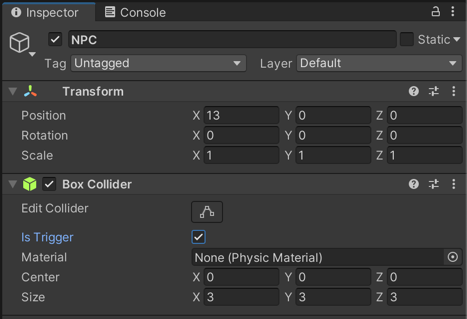 Inspector Console
NPC Static
Tag Untagged Layer Default
Transform
Position X 13 Y 0 Z 0
Rotation X 0 Y 0 Z 0
Scale X 1 Y 1 Z 1
Box Collider
Edit Collider
Is Trigger
Material None (Physic Material)
Center X 0 Y 0 Z 0
Size X 3 Y 3 Z 3